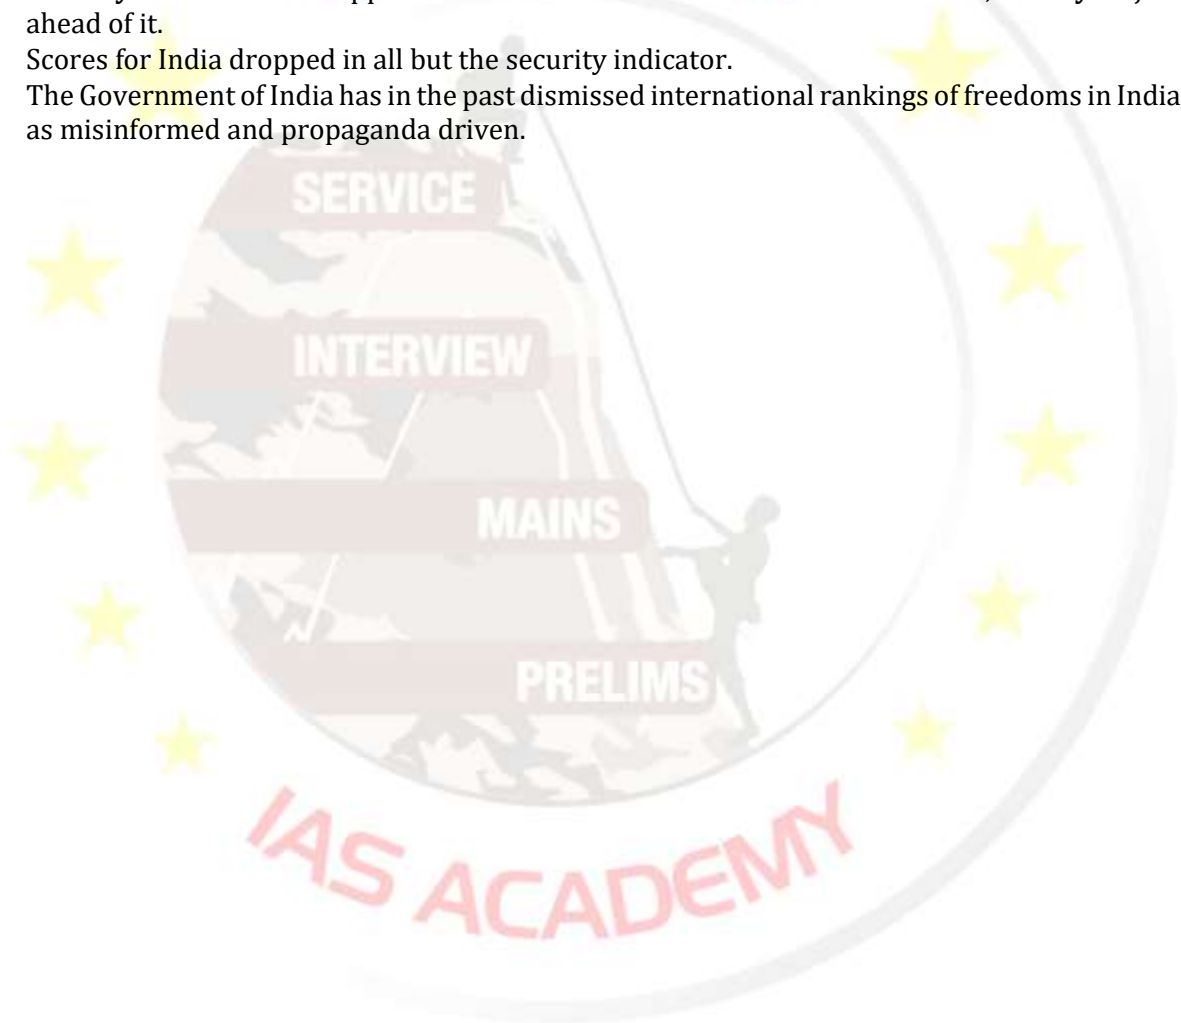 ahead of it.
Scores for India dropped in all but the security indicator.
The Government of India has in the past dismissed international rankings of freedoms in India
as misinformed and propaganda driven.
SERVICE
INTERVIEW
MAINS
PRELIMS
IAS ACADEMY